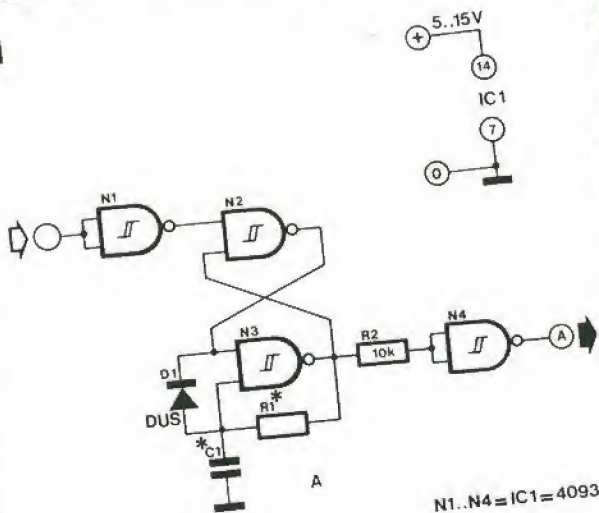 5..15V
+
14
IC1
7
0
N1
N2
N3
N4
R2
10k
A
D1
DUS
R1*
*C1
A
N1..N4=IC1=4093